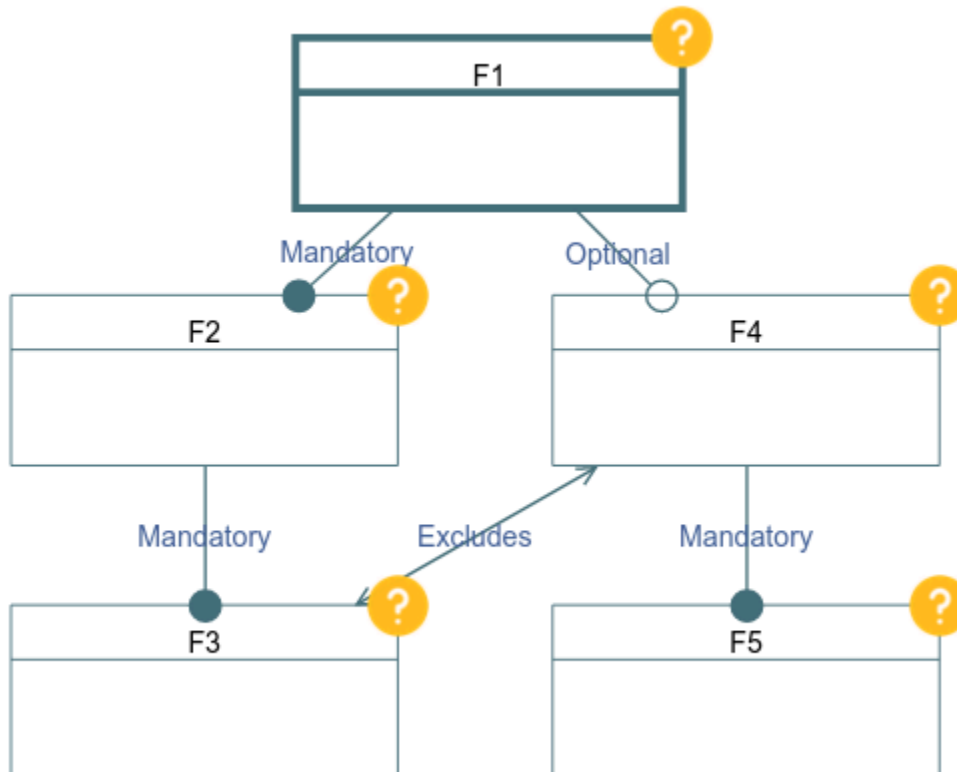 ?
F1
Mandatory
Optional
?
?
F2
F4
Mandatory
Excludes
Mandatory
?
?
F3
F5